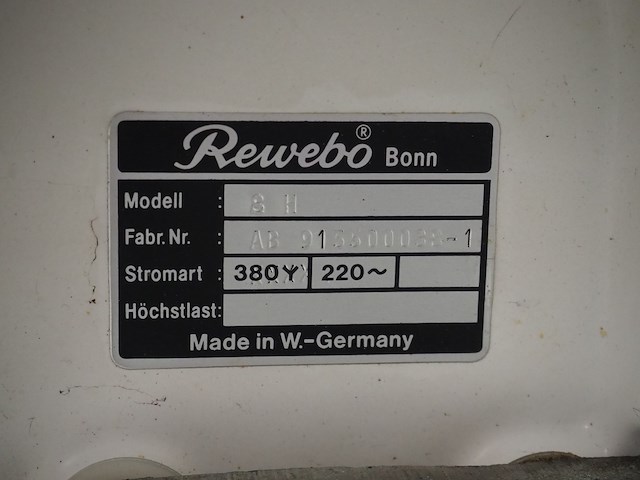 Rewebo® Bonn
Modell :
Fabr. Nr. :
Stromart : 380Y 220~
Höchstlast:
Made in W.-Germany